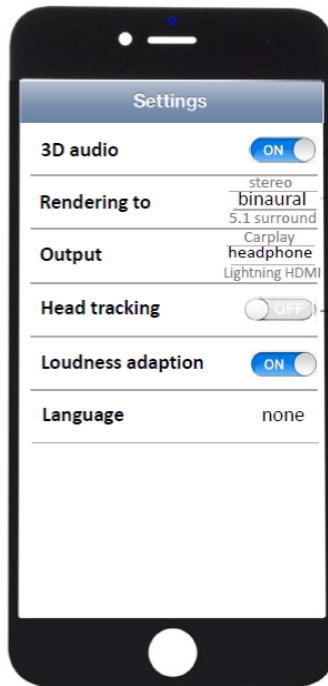 Settings
3D audio ON
stereo
Rendering to binaural
5.1 surround
Carplay
Output headphone
Lightning HDMI
Head tracking OFF
Loudness adaption ON
Language none